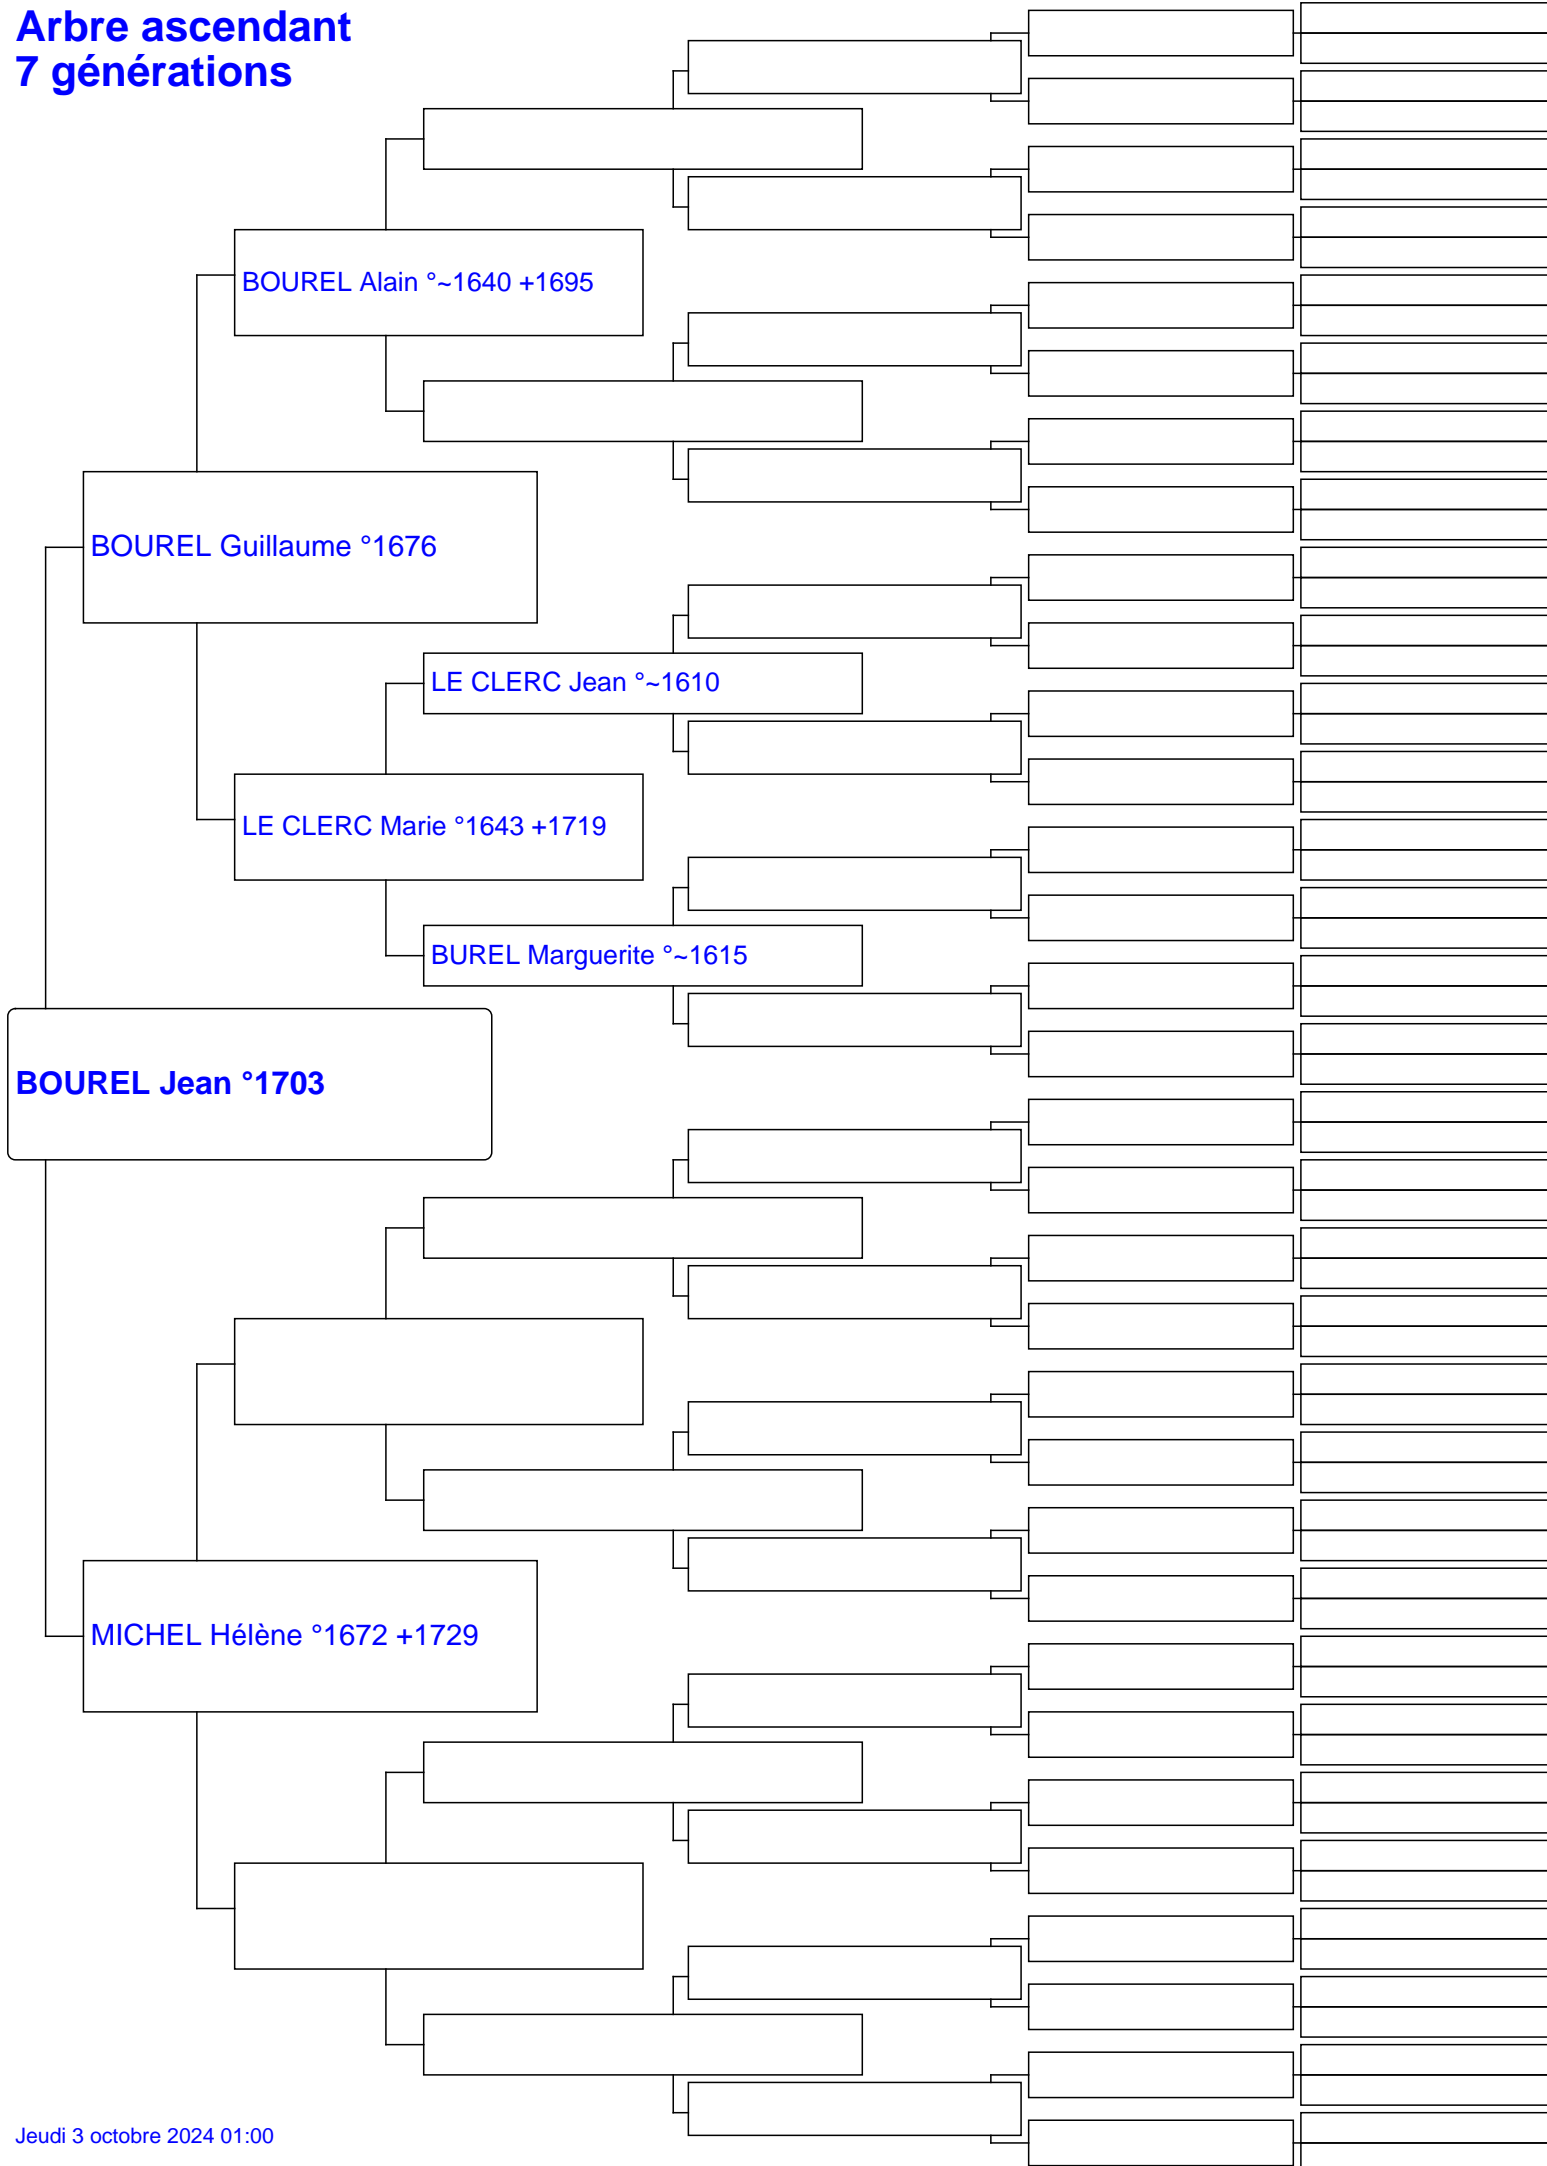 Arbre ascendant
7 générations
BOUREL Alain °~1640 +1695
BOUREL Guillaume °1676
LE CLERC Jean °~1610
LE CLERC Marie °1643 +1719
BUREL Marguerite °~1615
BOUREL Jean °1703
MICHEL Hélène °1672 +1729
Jeudi 3 octobre 2024 01:00